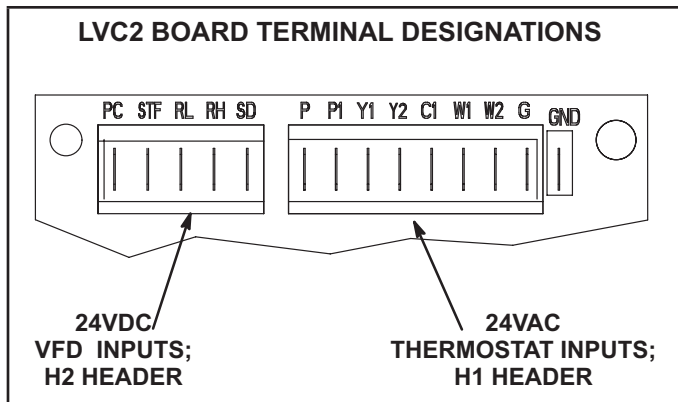 LVC2 BOARD TERMINAL DESIGNATIONS
PC STF RL RH SD P P1 Y1 Y2 C1 W1 W2 G GND
24VDC
VFD INPUTS;
H2 HEADER
24VAC
THERMOSTAT INPUTS;
H1 HEADER